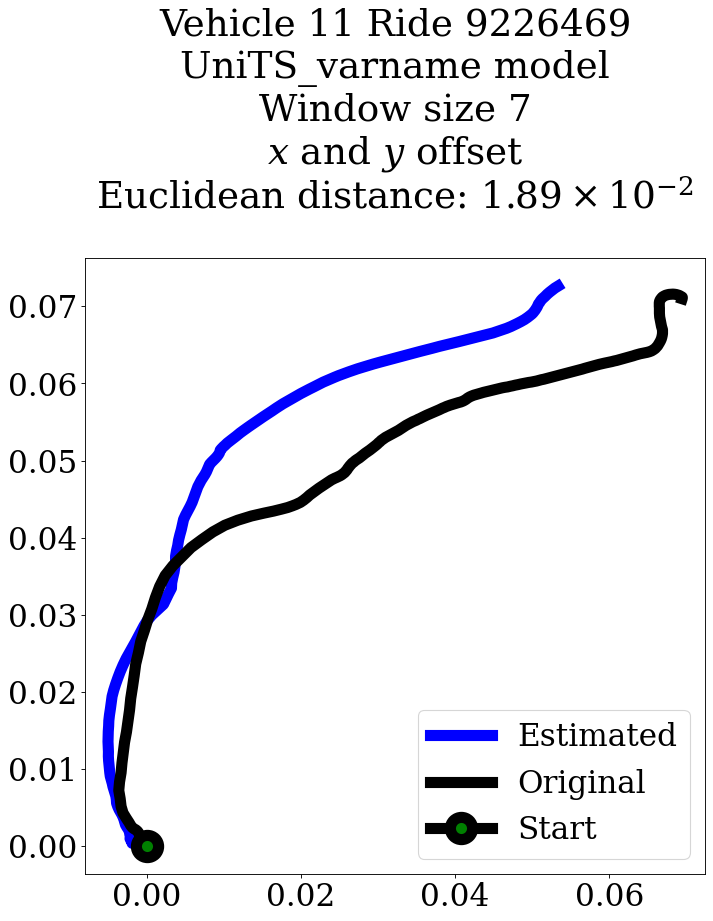 Vehicle 11 Ride 9226469
UniTS_varname model
Window size 7
x and y offset
Euclidean distance: 1.89 × 10⁻²
0.07
0.06
0.05
0.04
0.03
0.02
0.01
0.00
Estimated
Original
Start
0.00 0.02 0.04 0.06